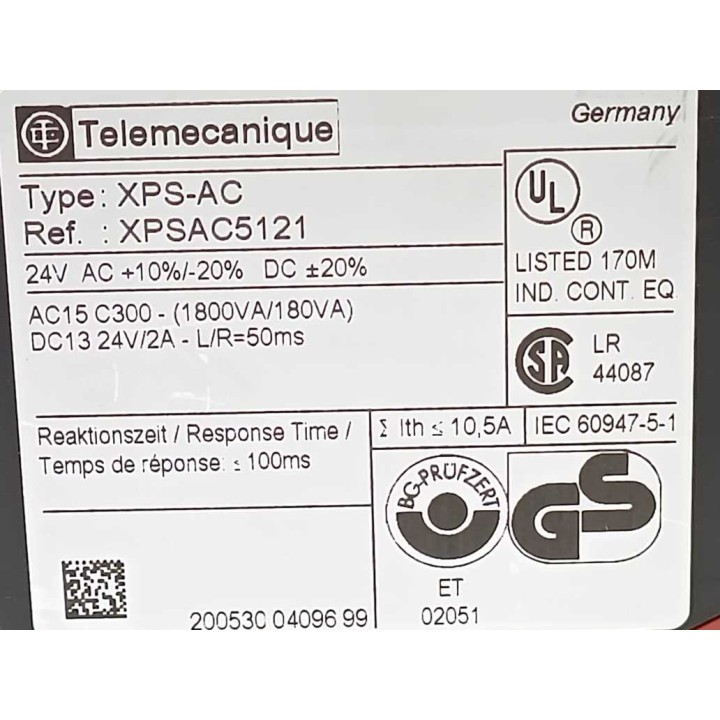 Telemecanique
Germany
Type: XPS-AC
Ref. : XPSAC5121
24V AC +10%/-20% DC ±20%
AC15 C300 - (1800VA/180VA)
DC13 24V/2A - L/R=50ms
UL
®
LISTED 170M
IND. CONT. EQ
SA
LR
44087
Reaktionszeit / Response Time /
Temps de réponse: ≤ 100ms
Σ Ith ≤ 10,5A
IEC 60947-5-1
BG-PRÜFZERT
GS
ET
02051
200530 04096 99